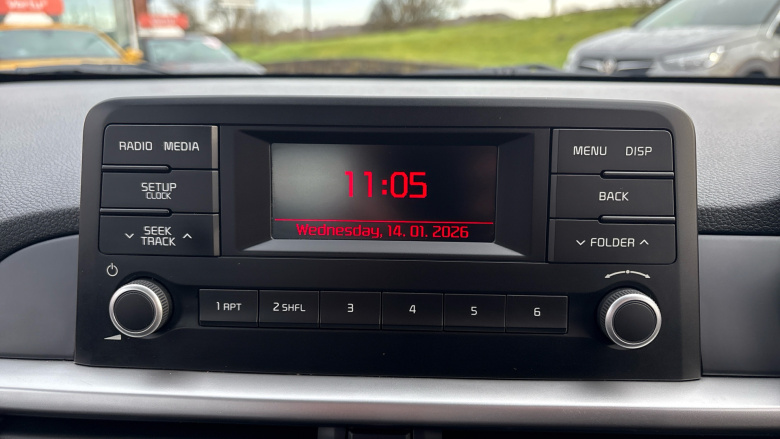 RADIO MEDIA
SETUP
CLOCK
SEEK
TRACK
11:05
Wednesday, 14. 01. 2026
MENU DISP
BACK
FOLDER
1 RPT 2 SHFL 3 4 5 6